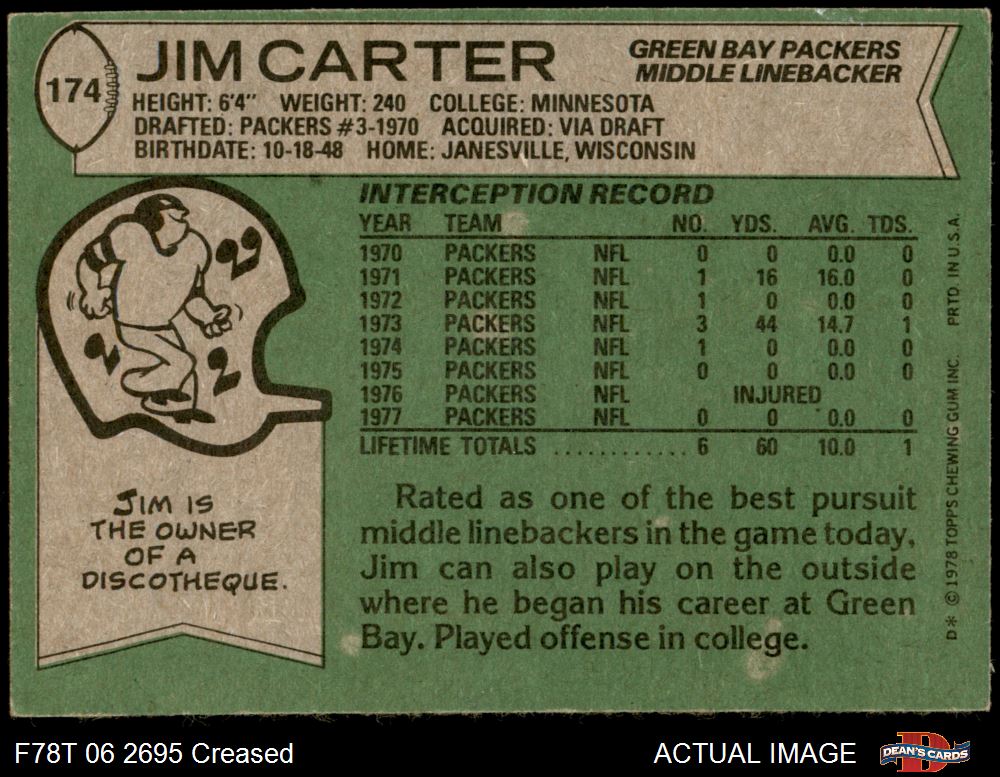 174
JIM CARTER
GREEN BAY PACKERS
MIDDLE LINEBACKER
HEIGHT: 6'4" WEIGHT: 240 COLLEGE: MINNESOTA
DRAFTED: PACKERS #3-1970 ACQUIRED: VIA DRAFT
BIRTHDATE: 10-18-48 HOME: JANESVILLE, WISCONSIN
INTERCEPTION RECORD
YEAR TEAM NO. YDS. AVG. TDS.
1970 PACKERS NFL 0 0 0.0 0
1971 PACKERS NFL 1 16 16.0 0
1972 PACKERS NFL 1 0 0.0 0
1973 PACKERS NFL 3 44 14.7 1
1974 PACKERS NFL 1 0 0.0 0
1975 PACKERS NFL 0 0 0.0 0
1976 PACKERS NFL INJURED
1977 PACKERS NFL 0 0 0.0 0
LIFETIME TOTALS ............ 6 60 10.0 1
JIM IS
THE OWNER
OF A
DISCOTHEQUE.
Rated as one of the best pursuit
middle linebackers in the game today,
Jim can also play on the outside
where he began his career at Green
Bay. Played offense in college.
D* © 1978 TOPPS CHEWING GUM INC. PRTD. IN U.S.A.
F78T 06 2695 Creased
ACTUAL IMAGE
DEAN'S CARDS